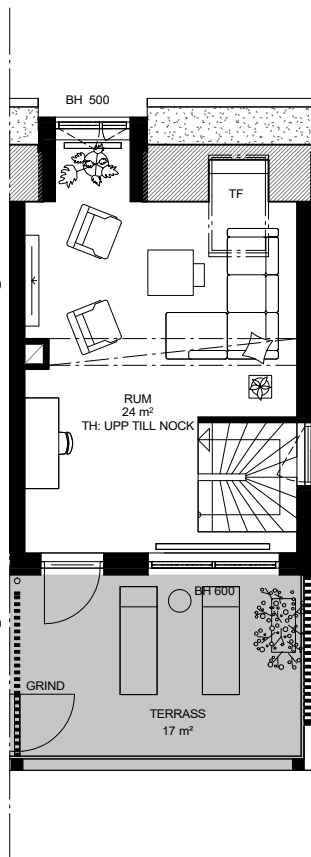 BH 500
TF
RUM
24 m²
TH: UPP TILL NOCK
BH 600
GRIND
TERRASS
17 m²